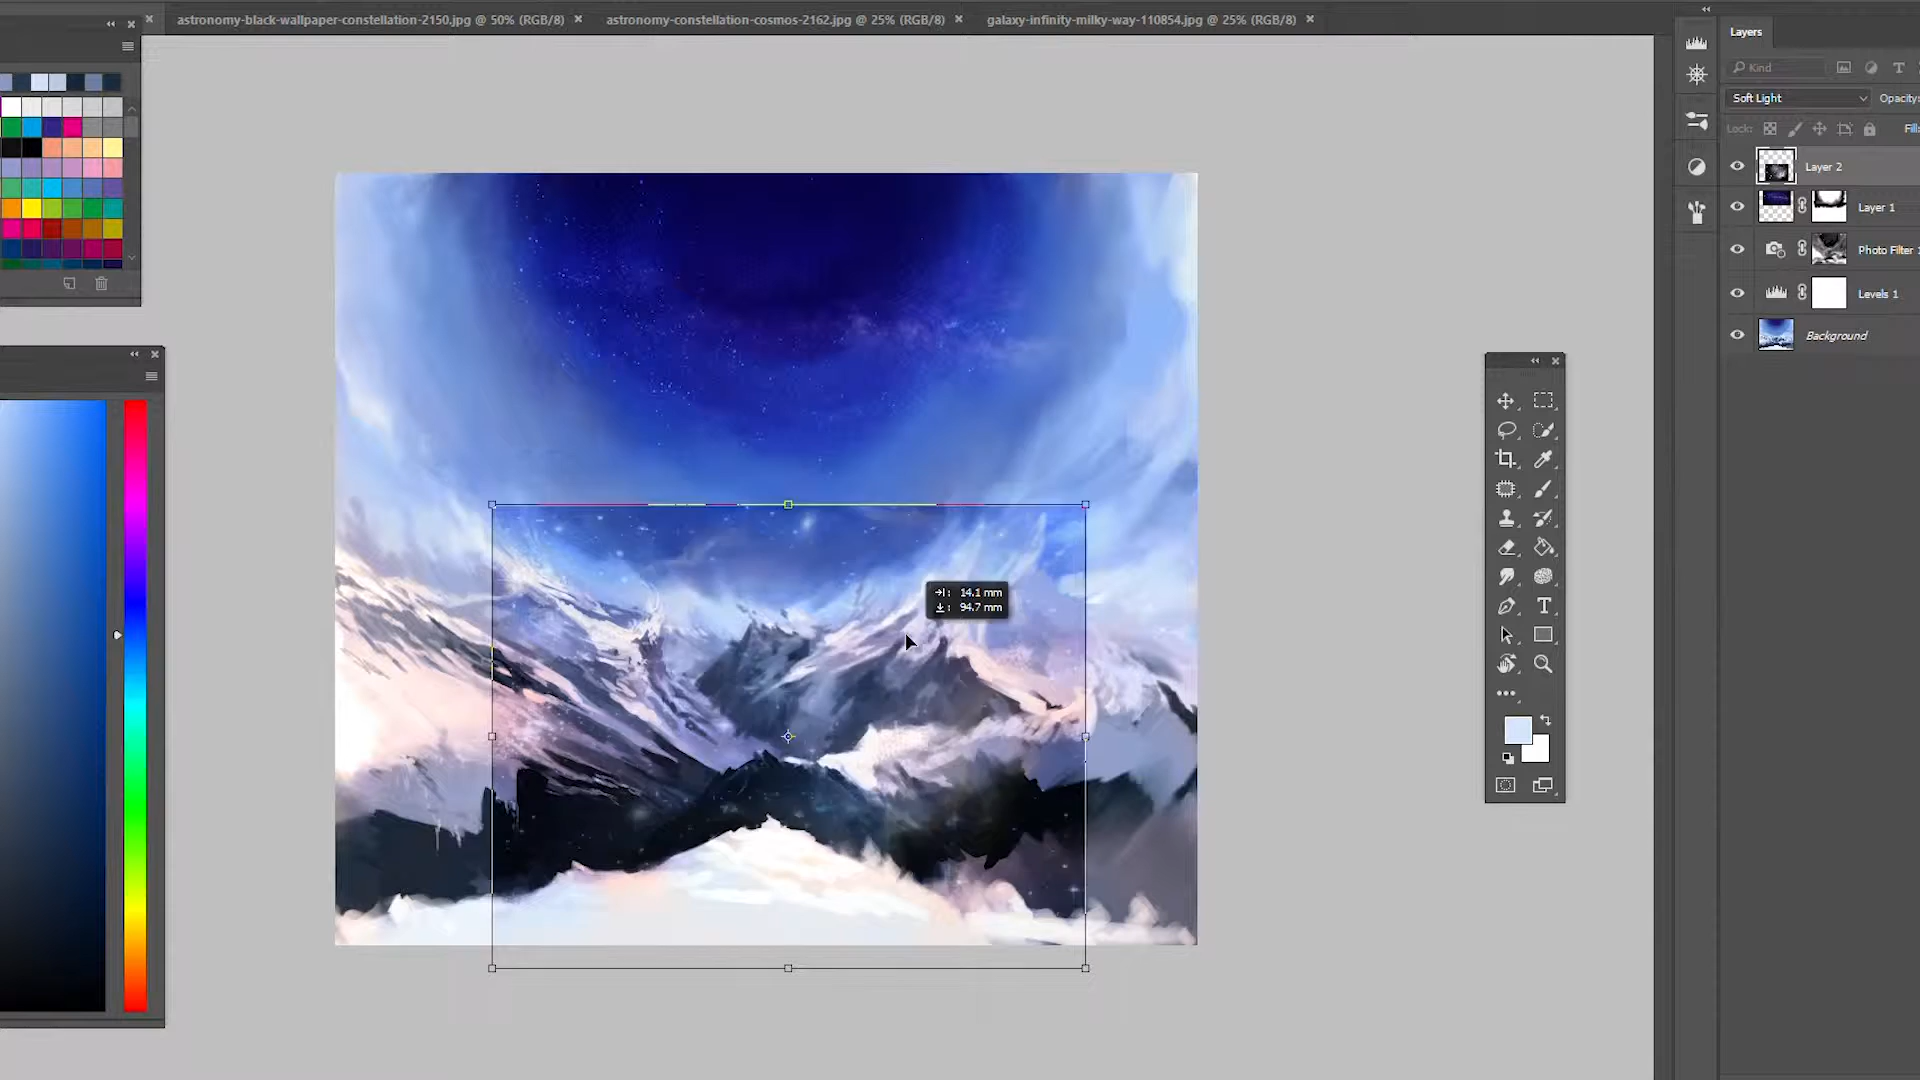 astronomy-black-wallpaper-constellation-2150.jpg @ 50% (RGB/8)
astronomy-constellation-cosmos-2162.jpg @ 25% (RGB/8)
galaxy-infinity-milky-way-110854.jpg @ 25% (RGB/8)
Layers
Kind
Soft Light
Opacity:
Lock:
Fill:
Layer 2
Layer 1
Photo Filter 1
Levels 1
Background
14.1 mm
94.7 mm